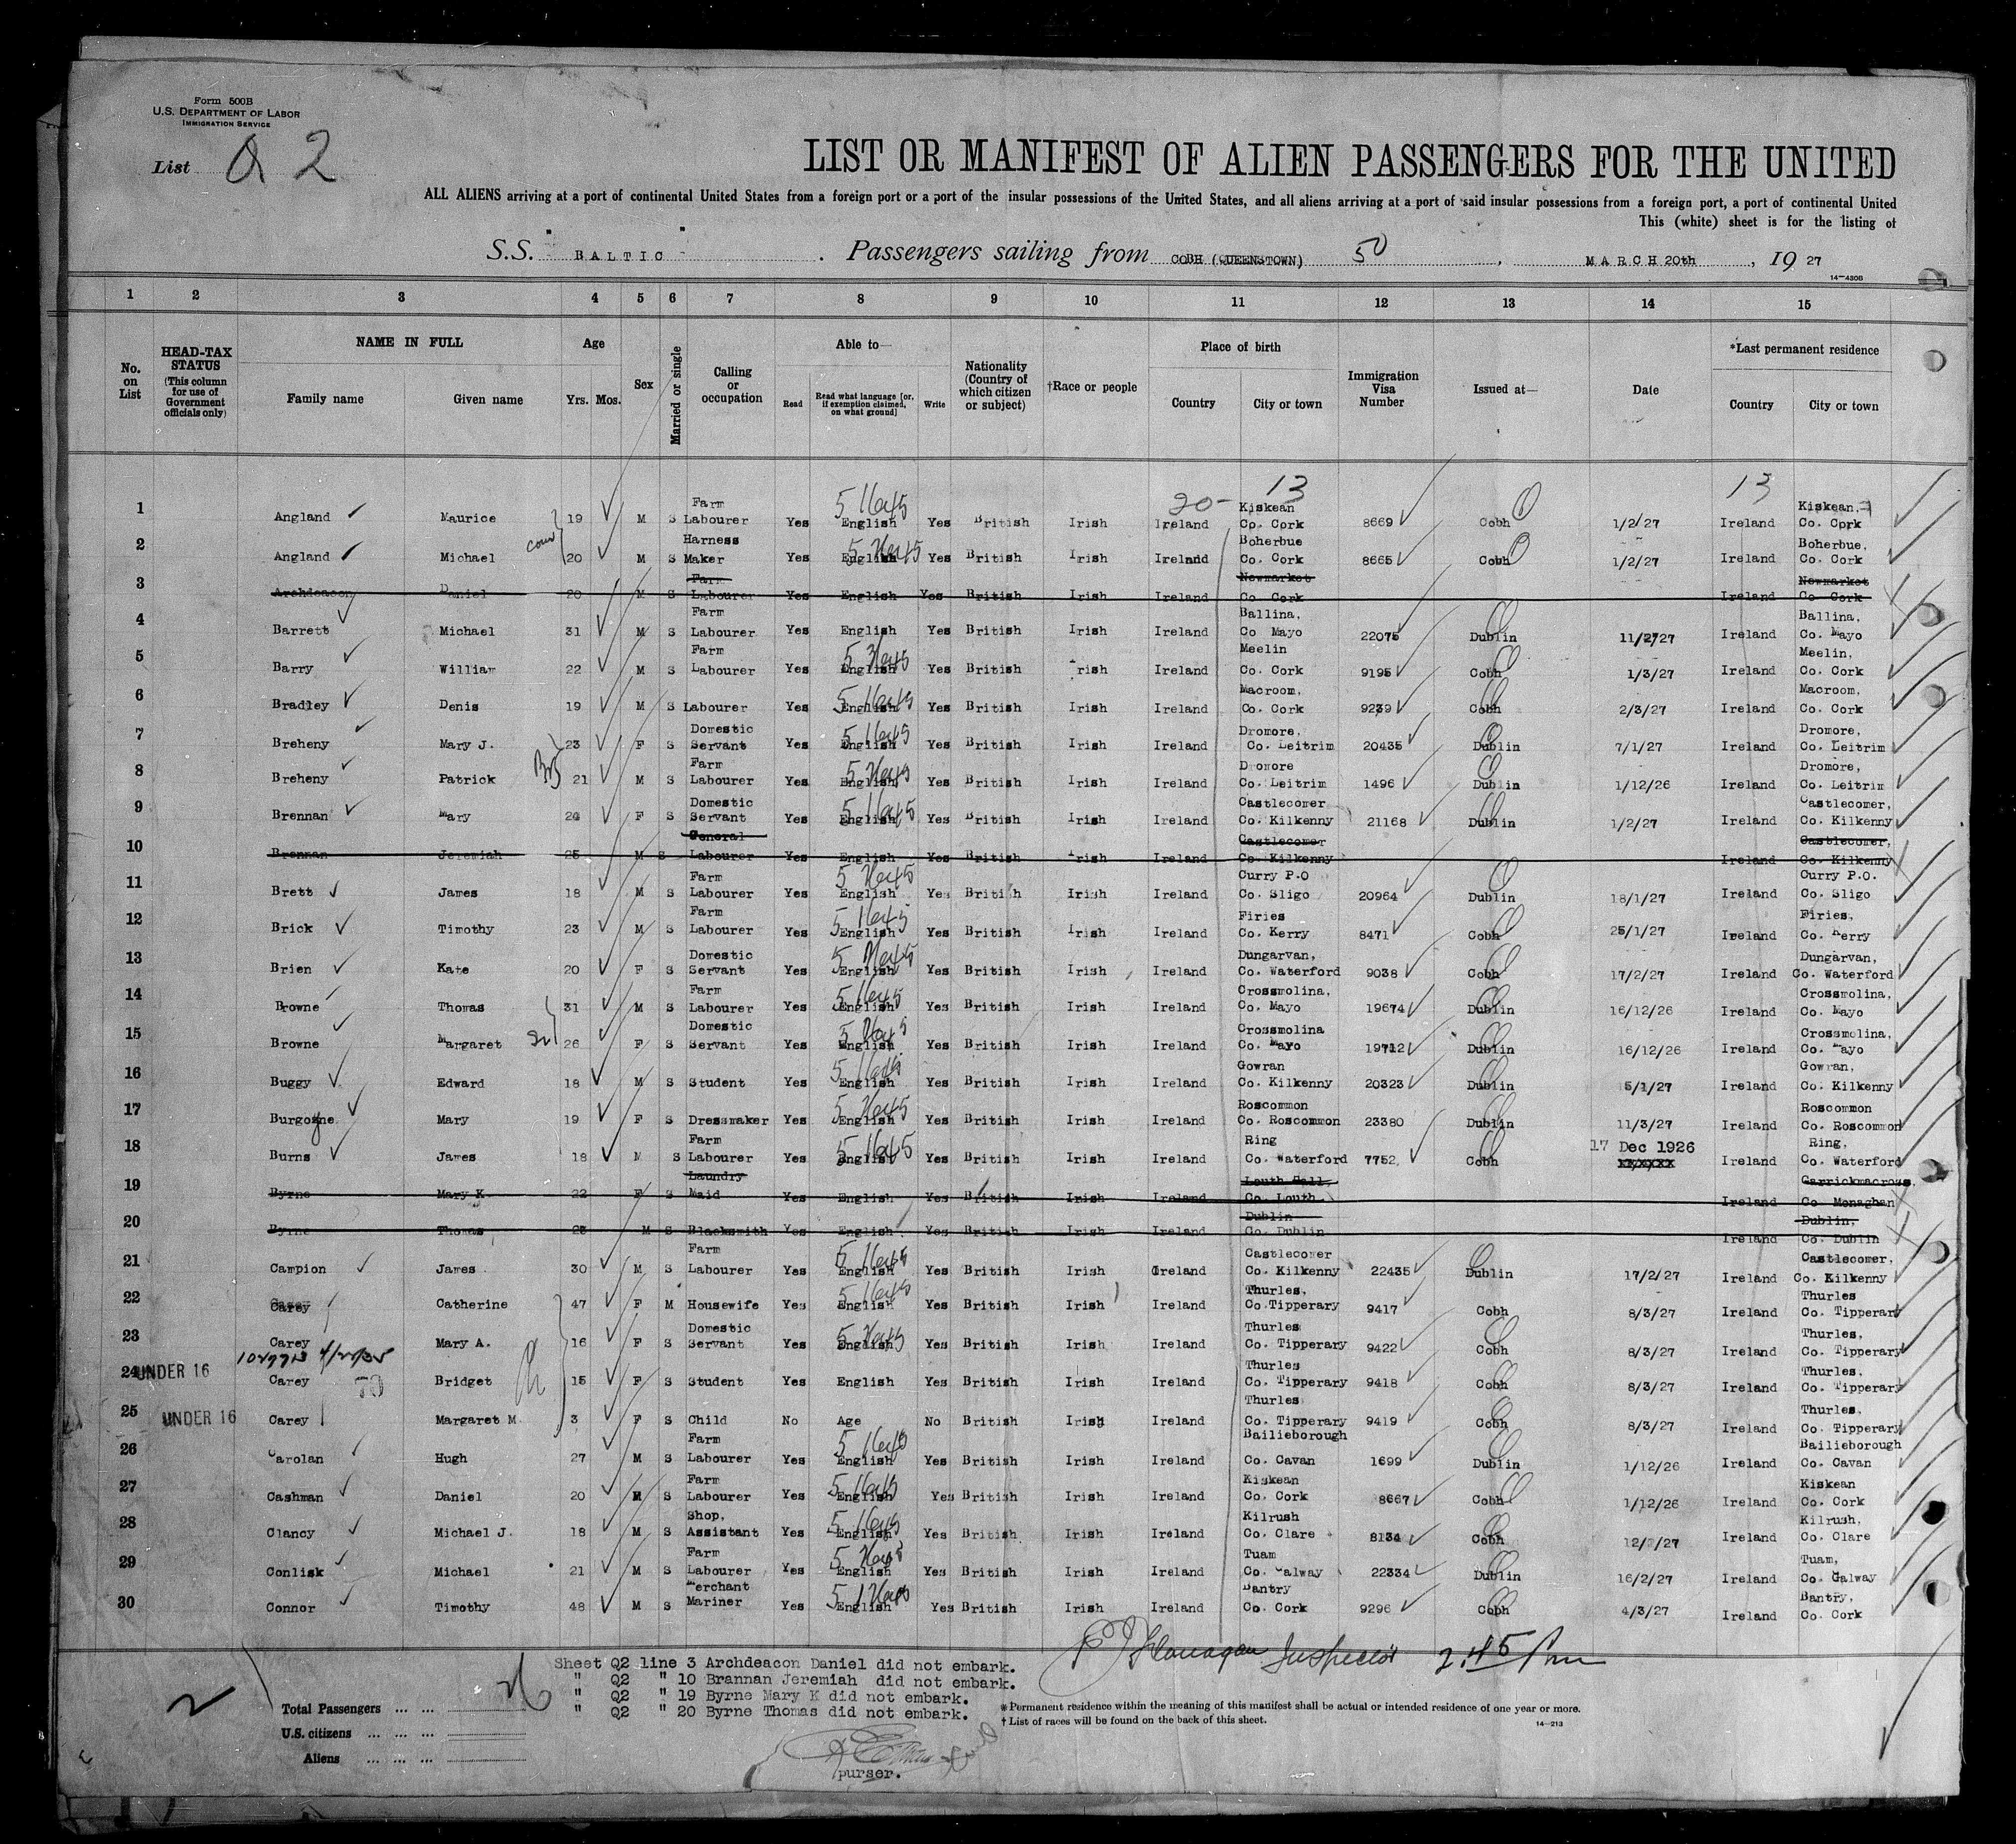 Form 500B
U.S. DEPARTMENT OF LABOR
IMMIGRATION SERVICE
List Q 2
LIST OR MANIFEST OF ALIEN PASSENGERS FOR THE UNITED
ALL ALIENS arriving at a port of continental United States from a foreign port or a port of the insular possessions of the United States, and all aliens arriving at a port of said insular possessions from a foreign port, a port of continental United
This (white) sheet is for the listing of
S.S. " BALTIC " . Passengers sailing from COBH (QUEENSTOWN) 50 , MARCH 20th , 19 27
14—4306
1 2 3 4 5 6 7 8 9 10 11 12 13 14 15
No. on List HEAD-TAX STATUS (This column for use of Government officials only) NAME IN FULL Family name Given name Age Yrs. Mos. Sex Married or single Calling or occupation Able to— Read Read what language [or, if exemption claimed, on what ground] Write Nationality (Country of which citizen or subject) †Race or people Place of birth Country City or town Immigration Visa Number Issued at— Date *Last permanent residence Country City or town
20- 13 13
1 Angland Maurice 19 M S Farm Labourer Yes English Yes British Irish Ireland Kiskean Co. Cork 8669 Cobh 1/2/27 Ireland Kiskean, Co. Cork
2 Angland Michael 20 M S Harness Maker Yes English Yes British Irish Ireland Boherbue Co. Cork 8665 Cobh 1/2/27 Ireland Boherbue, Co. Cork
3 Archdeacon Daniel 20 M S Farm Labourer Yes English Yes British Irish Ireland Newmarket Co Cork Ireland Newmarket Co Cork
4 Barrett Michael 31 M S Farm Labourer Yes English Yes British Irish Ireland Ballina, Co Mayo 22075 Dublin 11/2/27 Ireland Ballina, Co. Mayo
5 Barry William 22 M S Farm Labourer Yes English Yes British Irish Ireland Meelin Co. Cork 9195 Cobh 1/3/27 Ireland Meelin, Co. Cork
6 Bradley Denis 19 M S Labourer Yes English Yes British Irish Ireland Macroom, Co. Cork 9239 Cobh 2/3/27 Ireland Macroom, Co. Cork
7 Breheny Mary J. 23 F S Domestic Servant Yes English Yes British Irish Ireland Dromore, Co. Leitrim 20435 Dublin 7/1/27 Ireland Dromore, Co. Leitrim
8 Breheny Patrick 21 M S Farm Labourer Yes English Yes British Irish Ireland Dromore Co. Leitrim 1496 Dublin 1/12/26 Ireland Dromore, Co. Leitrim
9 Brennan Mary 24 F S Domestic Servant Yes English Yes British Irish Ireland Castlecomer Co. Kilkenny 21168 Dublin 1/2/27 Ireland Castlecomer, Co. Kilkenny
10 Brennan Jeremiah 25 M S General Labourer Yes English Yes British Irish Ireland Castlecomer Co. Kilkenny Ireland Castlecomer, Co. Kilkenny
11 Brett James 18 M S Farm Labourer Yes English Yes British Irish Ireland Curry P.O Co. Sligo 20964 Dublin 18/1/27 Ireland Curry P.O. Co. Sligo
12 Brick Timothy 23 M S Farm Labourer Yes English Yes British Irish Ireland Firies Co. Kerry 8471 Cobh 25/1/27 Ireland Firies, Co. Kerry
13 Brien Kate 20 F S Domestic Servant Yes English Yes British Irish Ireland Dungarvan, Co. Waterford 9038 Cobh 17/2/27 Ireland Dungarvan, Co. Waterford
14 Browne Thomas 31 M S Farm Labourer Yes English Yes British Irish Ireland Crossmolina, Co. Mayo 19674 Dublin 16/12/26 Ireland Crossmolina, Co. Mayo
15 Browne Margaret 26 F S Domestic Servant Yes English Yes British Irish Ireland Crossmolina Co. Mayo 19712 Dublin 16/12/26 Ireland Crossmolina, Co. Mayo
16 Buggy Edward 18 M S Student Yes English Yes British Irish Ireland Gowran Co. Kilkenny 20323 Dublin 5/1/27 Ireland Gowran, Co. Kilkenny
17 Burgoyne Mary 19 F S Dressmaker Yes English Yes British Irish Ireland Roscommon Co. Roscommon 23380 Dublin 11/3/27 Ireland Roscommon Co. Roscommon
18 Burns James 18 M S Farm Labourer Yes English Yes British Irish Ireland Ring Co. Waterford 7752 Cobh 17 Dec 1926 Ireland Ring, Co. Waterford
19 Byrne Mary K 22 F S Laundry Maid Yes English Yes British Irish Ireland Louth Hall, Co. Louth Ireland Carrickmacross, Co. Monaghan
20 Byrne Thomas M S Blacksmith Yes English Yes British Irish Ireland Dublin Co. Dublin Ireland Dublin, Co. Dublin
21 Campion James 30 M S Farm Labourer Yes English Yes British Irish Ireland Castlecomer Co. Kilkenny 22435 Dublin 17/2/27 Ireland Castlecomer, Co. Kilkenny
22 Carey Catherine 47 F M Housewife Yes English Yes British Irish Ireland Thurles, Co.Tipperary 9417 Cobh 8/3/27 Ireland Thurles Co. Tipperary
23 Carey Mary A. 16 F S Domestic Servant Yes English Yes British Irish Ireland Thurles Co. Tipperary 9422 Cobh 8/3/27 Ireland Thurles, Co. Tipperary
24 UNDER 16 Carey Bridget 15 F S Student Yes English Yes British Irish Ireland Thurles Co. Tipperary 9418 Cobh 8/3/27 Ireland Thurles, Co. Tipperary
25 UNDER 16 Carey Margaret M 3 F S Child No Age No British Irish Ireland Thurles Co. Tipperary 9419 Cobh 8/3/27 Ireland Thurles, Co. Tipperary
26 Carolan Hugh 27 M S Farm Labourer Yes English Yes British Irish Ireland Bailieborough Co. Cavan 1699 Dublin 1/12/26 Ireland Bailieborough Co. Cavan
27 Cashman Daniel 20 M S Farm Labourer Yes English Yes British Irish Ireland Kiskean Co. Cork 8667 Cobh 1/12/26 Ireland Kiskean Co. Cork
28 Clancy Michael J. 18 M S Shop, Assistant Yes English Yes British Irish Ireland Kilrush Co. Clare 8134 Cobh Ireland Kilrush, Co. Clare
29 Conlisk Michael 21 M S Farm Labourer Yes English Yes British Irish Ireland Tuam Co. Galway 22334 Dublin 16/2/27 Ireland Tuam, Co. Galway
30 Connor Timothy 48 M S Merchant Mariner Yes English Yes British Irish Ireland Bantry Co. Cork 9296 Cobh 4/3/27 Ireland Bantry, Co. Cork
Flanagan Inspector 2.45 Pm
Sheet Q2 line 3 Archdeacon Daniel did not embark.
" Q2 " 10 Brannan Jeremiah did not embark.
" Q2 " 19 Byrne Mary K did not embark.
" Q2 " 20 Byrne Thomas did not embark.
purser.
Total Passengers ... ... 26
U.S. citizens ... ... ...
Aliens ... ... ...
* Permanent residence within the meaning of this manifest shall be actual or intended residence of one year or more.
† List of races will be found on the back of this sheet.
14—213